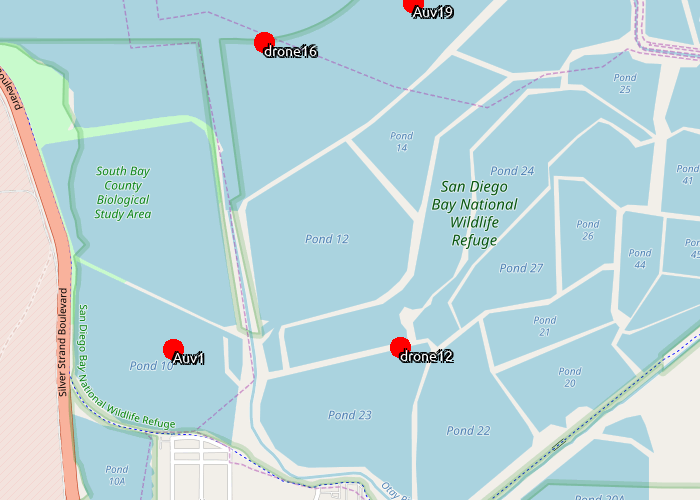 Auv19
drone16
Boulevard
Pond
25
Pond
14
South Bay
County
Biological
Study Area
Pond 24
Pond
41
San Diego
Bay National
Wildlife
Refuge
Pond 12
Pond
26
Pond
44
Pond 27
Pond
21
Silver Strand Boulevard
San Diego Bay National Wildlife Refuge
Auv1
Pond 10
drone12
Pond
20
Pond 23
Pond 22
Pond
10A
Pond 20A